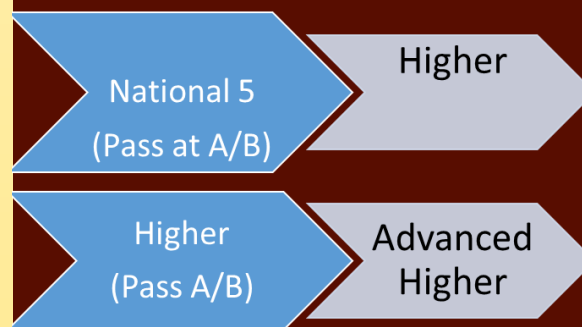 National 5
(Pass at A/B)
Higher
Higher
(Pass A/B)
Advanced
Higher